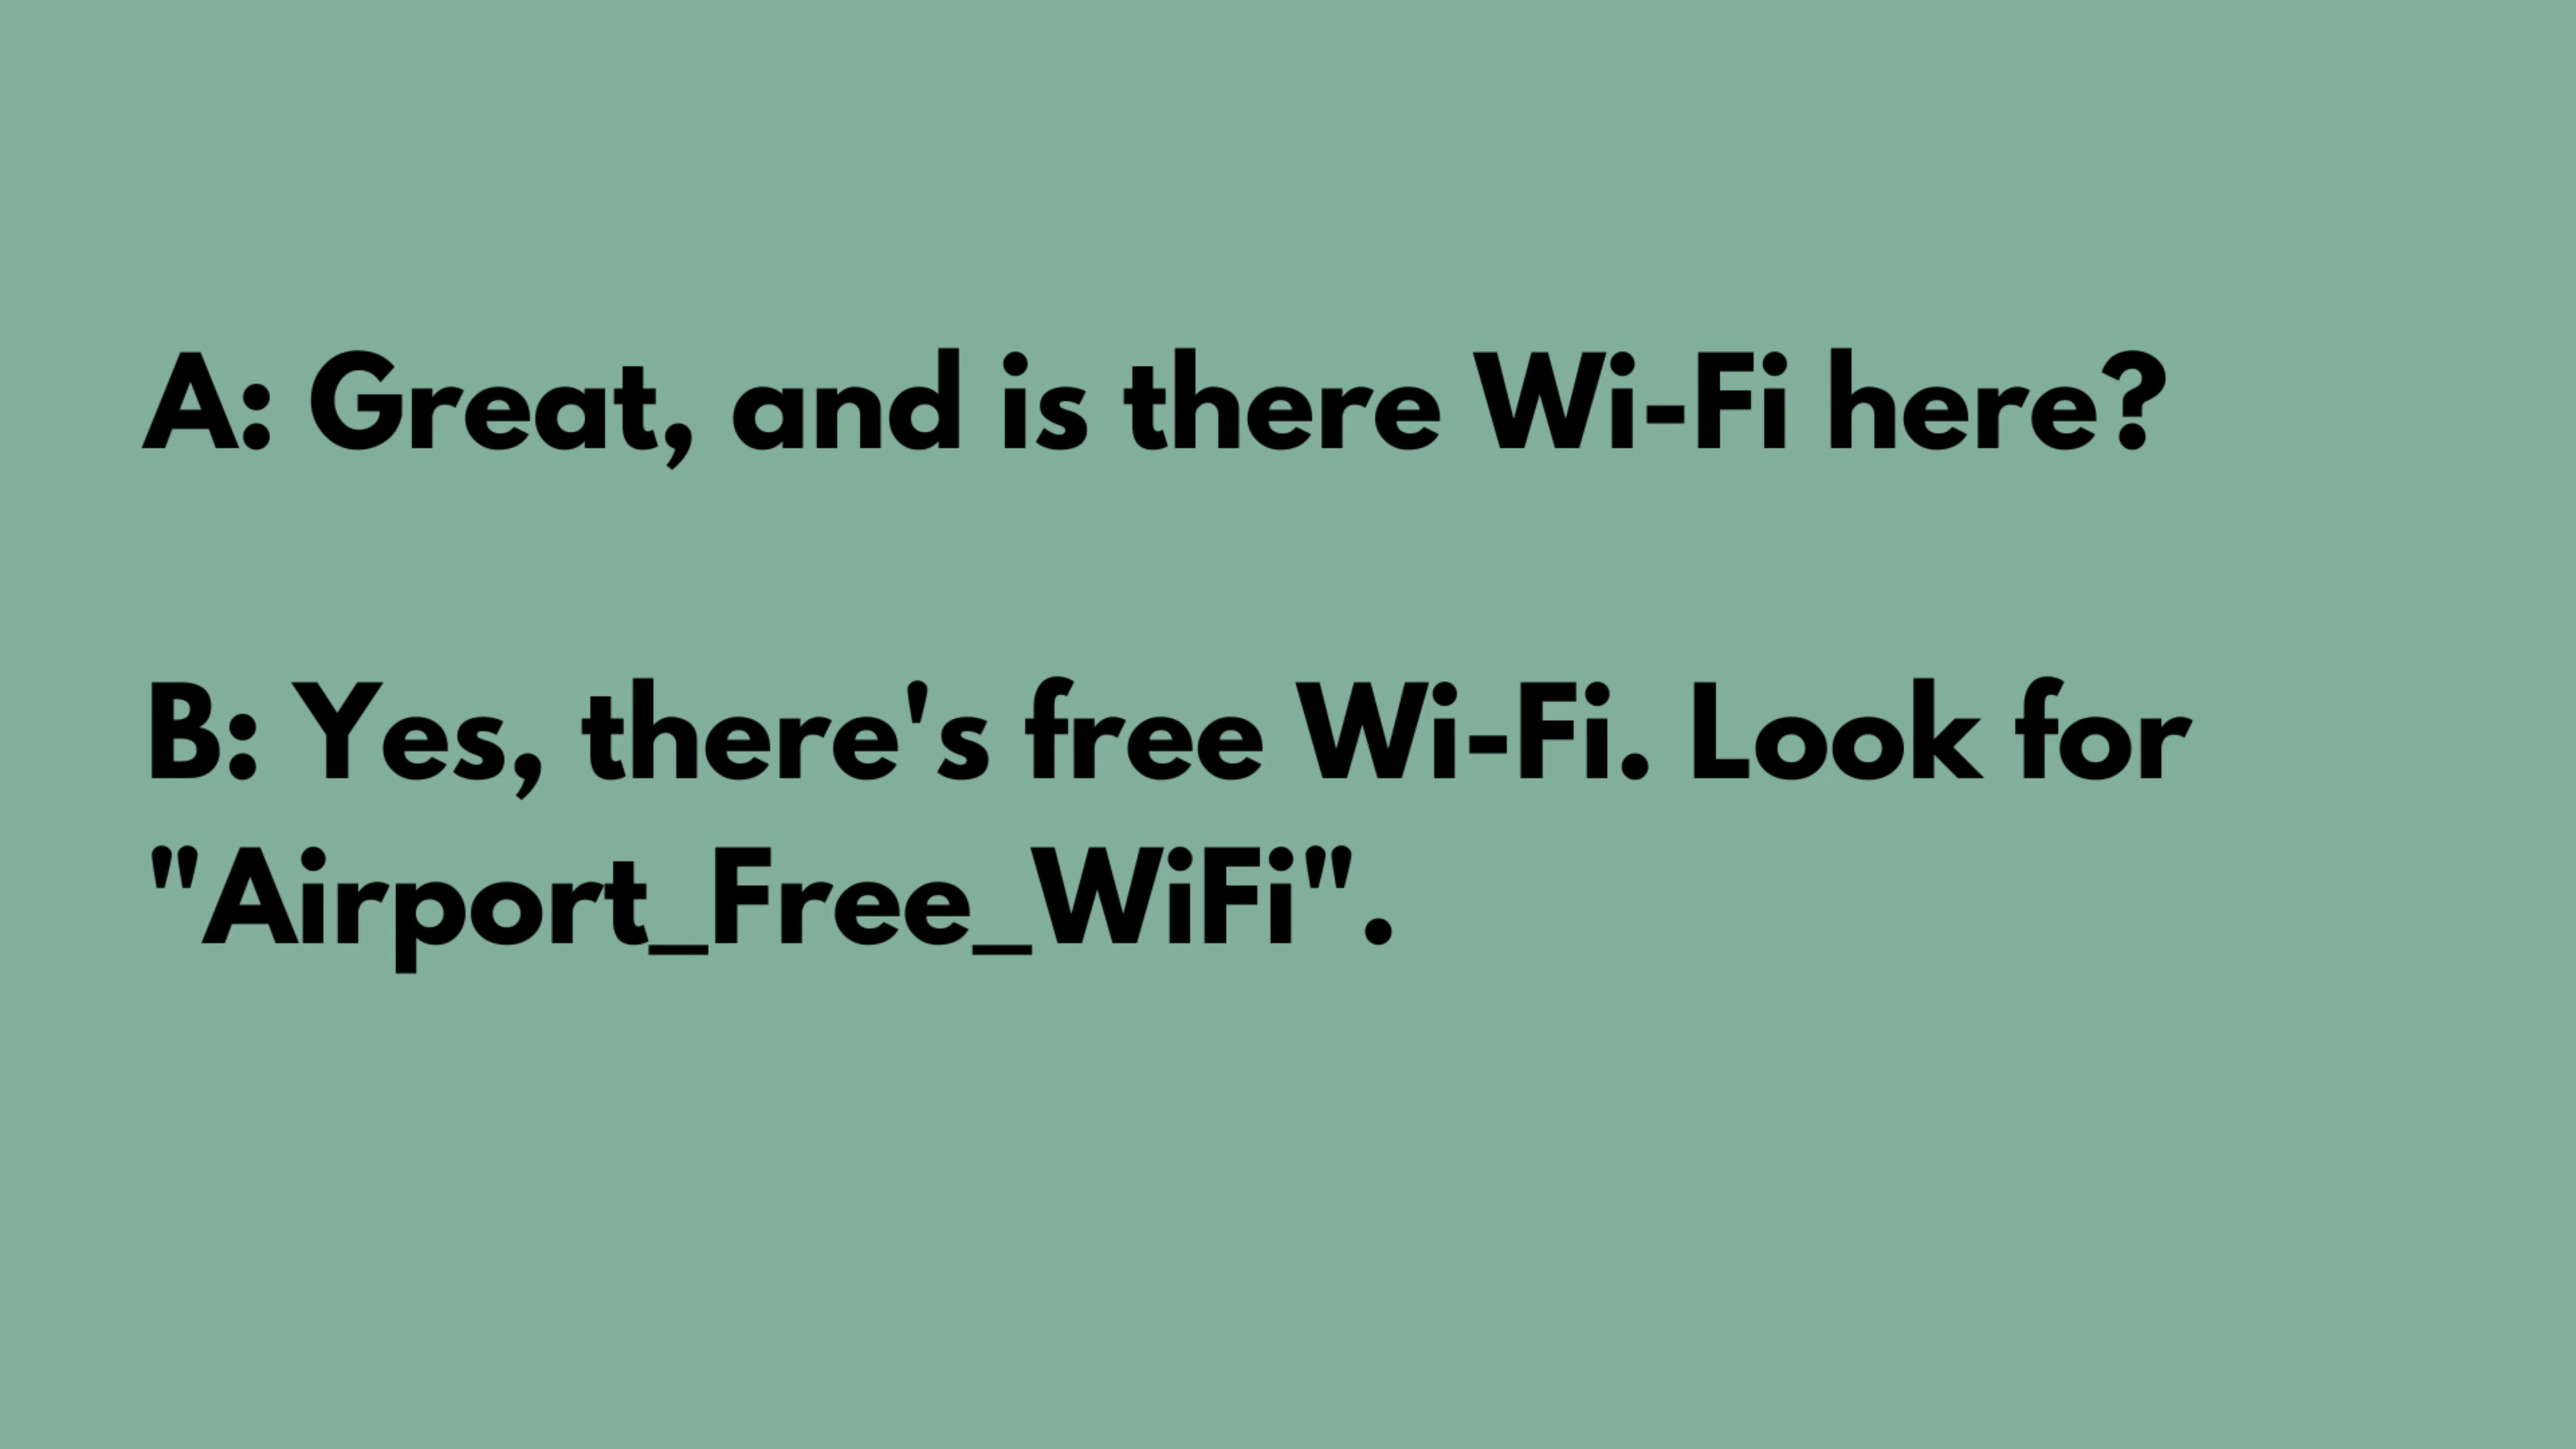 A: Great, and is there Wi-Fi here?
B: Yes, there's free Wi-Fi. Look for
"Airport_Free_WiFi".